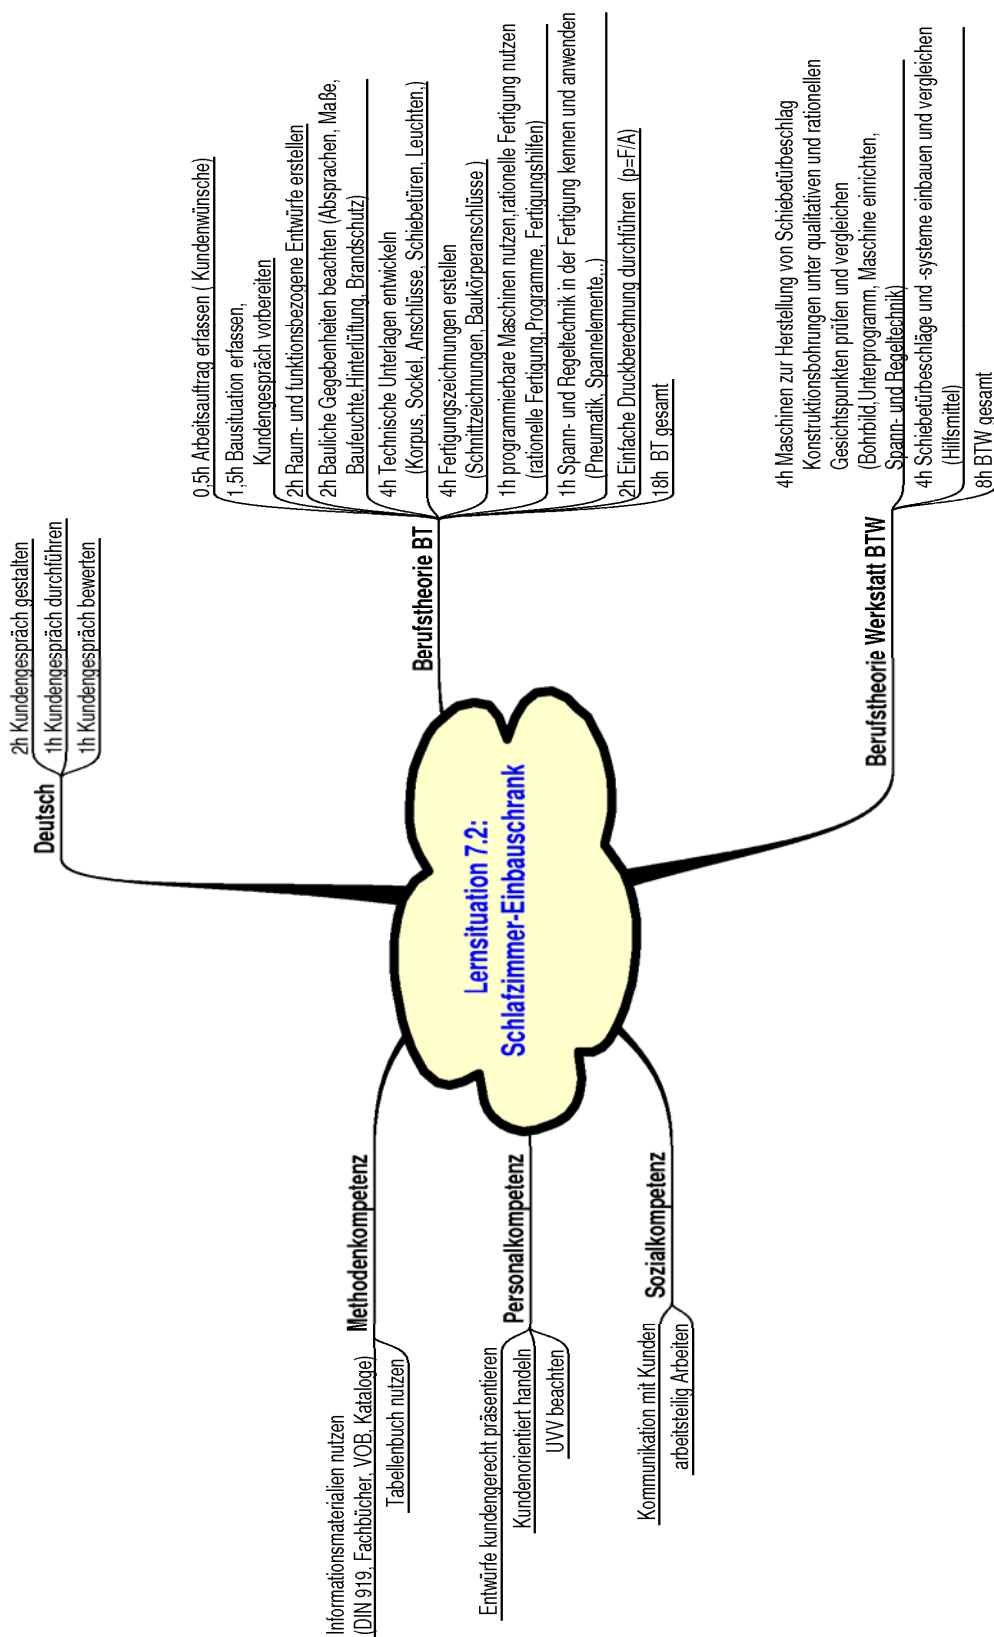 Lernsituation 7.2:
Schlafzimmer-Einbauschrank
Deutsch
2h Kundengespräch gestalten
1h Kundengespräch durchführen
1h Kundengespräch bewerten
Berufstheorie BT
0,5h Arbeitsauftrag erfassen ( Kundenwünsche)
1,5h Bausituation erfassen,
Kundengespräch vorbereiten
2h Raum- und funktionsbezogene Entwürfe erstellen
2h Bauliche Gegebenheiten beachten (Absprachen, Maße,
Baufeuchte,Hinterlüftung, Brandschutz)
4h Technische Unterlagen entwickeln
(Korpus, Sockel, Anschlüsse, Schiebetüren, Leuchten,)
4h Fertigungszeichnungen erstellen
(Schnittzeichnungen, Baukörperanschlüsse )
1h programmierbare Maschinen nutzen,rationelle Fertigung nutzen
(rationelle Fertigung,Programme, Fertigungshilfen)
1h Spann- und Regeltechnik in der Fertigung kennen und anwenden
(Pneumatik, Spannelemente,..)
2h Einfache Druckberechnung durchführen (p=F/A)
18h BT gesamt
Berufstheorie Werkstatt BTW
4h Maschinen zur Herstellung von Schiebetürbeschlag
Konstruktionsbohrungen unter qualitativen und rationellen
Gesichtspunkten prüfen und vergleichen
(Bohrbild,Unterprogramm, Maschine einrichten,
Spann- und Regeltechnik)
4h Schiebetürbeschläge und -systeme einbauen und vergleichen
(Hilfsmittel)
8h BTW gesamt
Methodenkompetenz
Informationsmaterialien nutzen
(DIN 919, Fachbücher, VOB, Kataloge)
Tabellenbuch nutzen
Personalkompetenz
Entwürfe kundengerecht präsentieren
Kundenorientiert handeln
UVV beachten
Sozialkompetenz
Kommunikation mit Kunden
arbeitsteilig Arbeiten